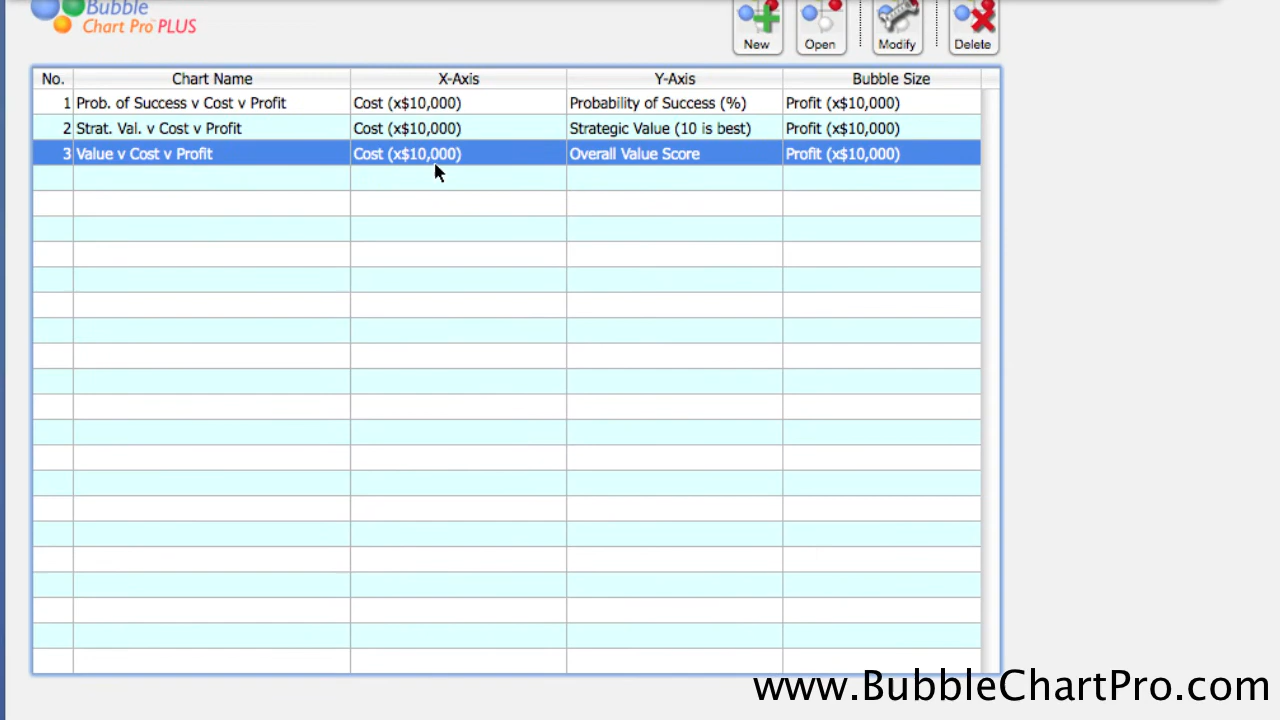 Bubble
Chart Pro™ PLUS
New Open Modify Delete
No. Chart Name X-Axis Y-Axis Bubble Size
1 Prob. of Success v Cost v Profit Cost (x$10,000) Probability of Success (%) Profit (x$10,000)
2 Strat. Val. v Cost v Profit Cost (x$10,000) Strategic Value (10 is best) Profit (x$10,000)
3 Value v Cost v Profit Cost (x$10,000) Overall Value Score Profit (x$10,000)
www.BubbleChartPro.com